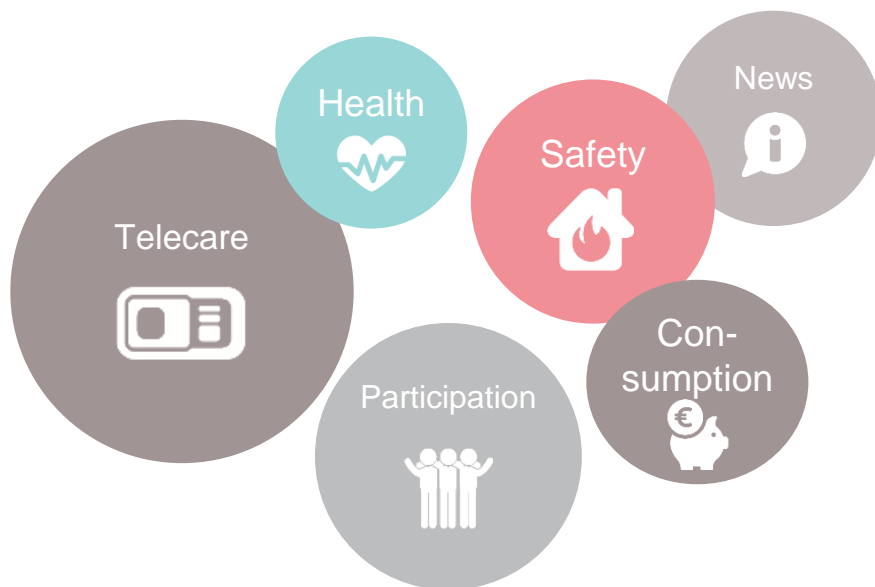 News
Health
Safety
Telecare
Con-
sumption
Participation
€
i